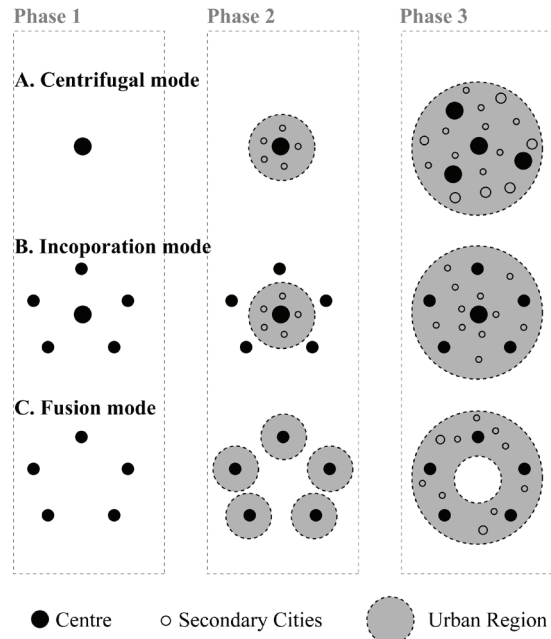 Phase 1 Phase 2 Phase 3
A. Centrifugal mode
B. Incoporation mode
C. Fusion mode
Centre Secondary Cities Urban Region